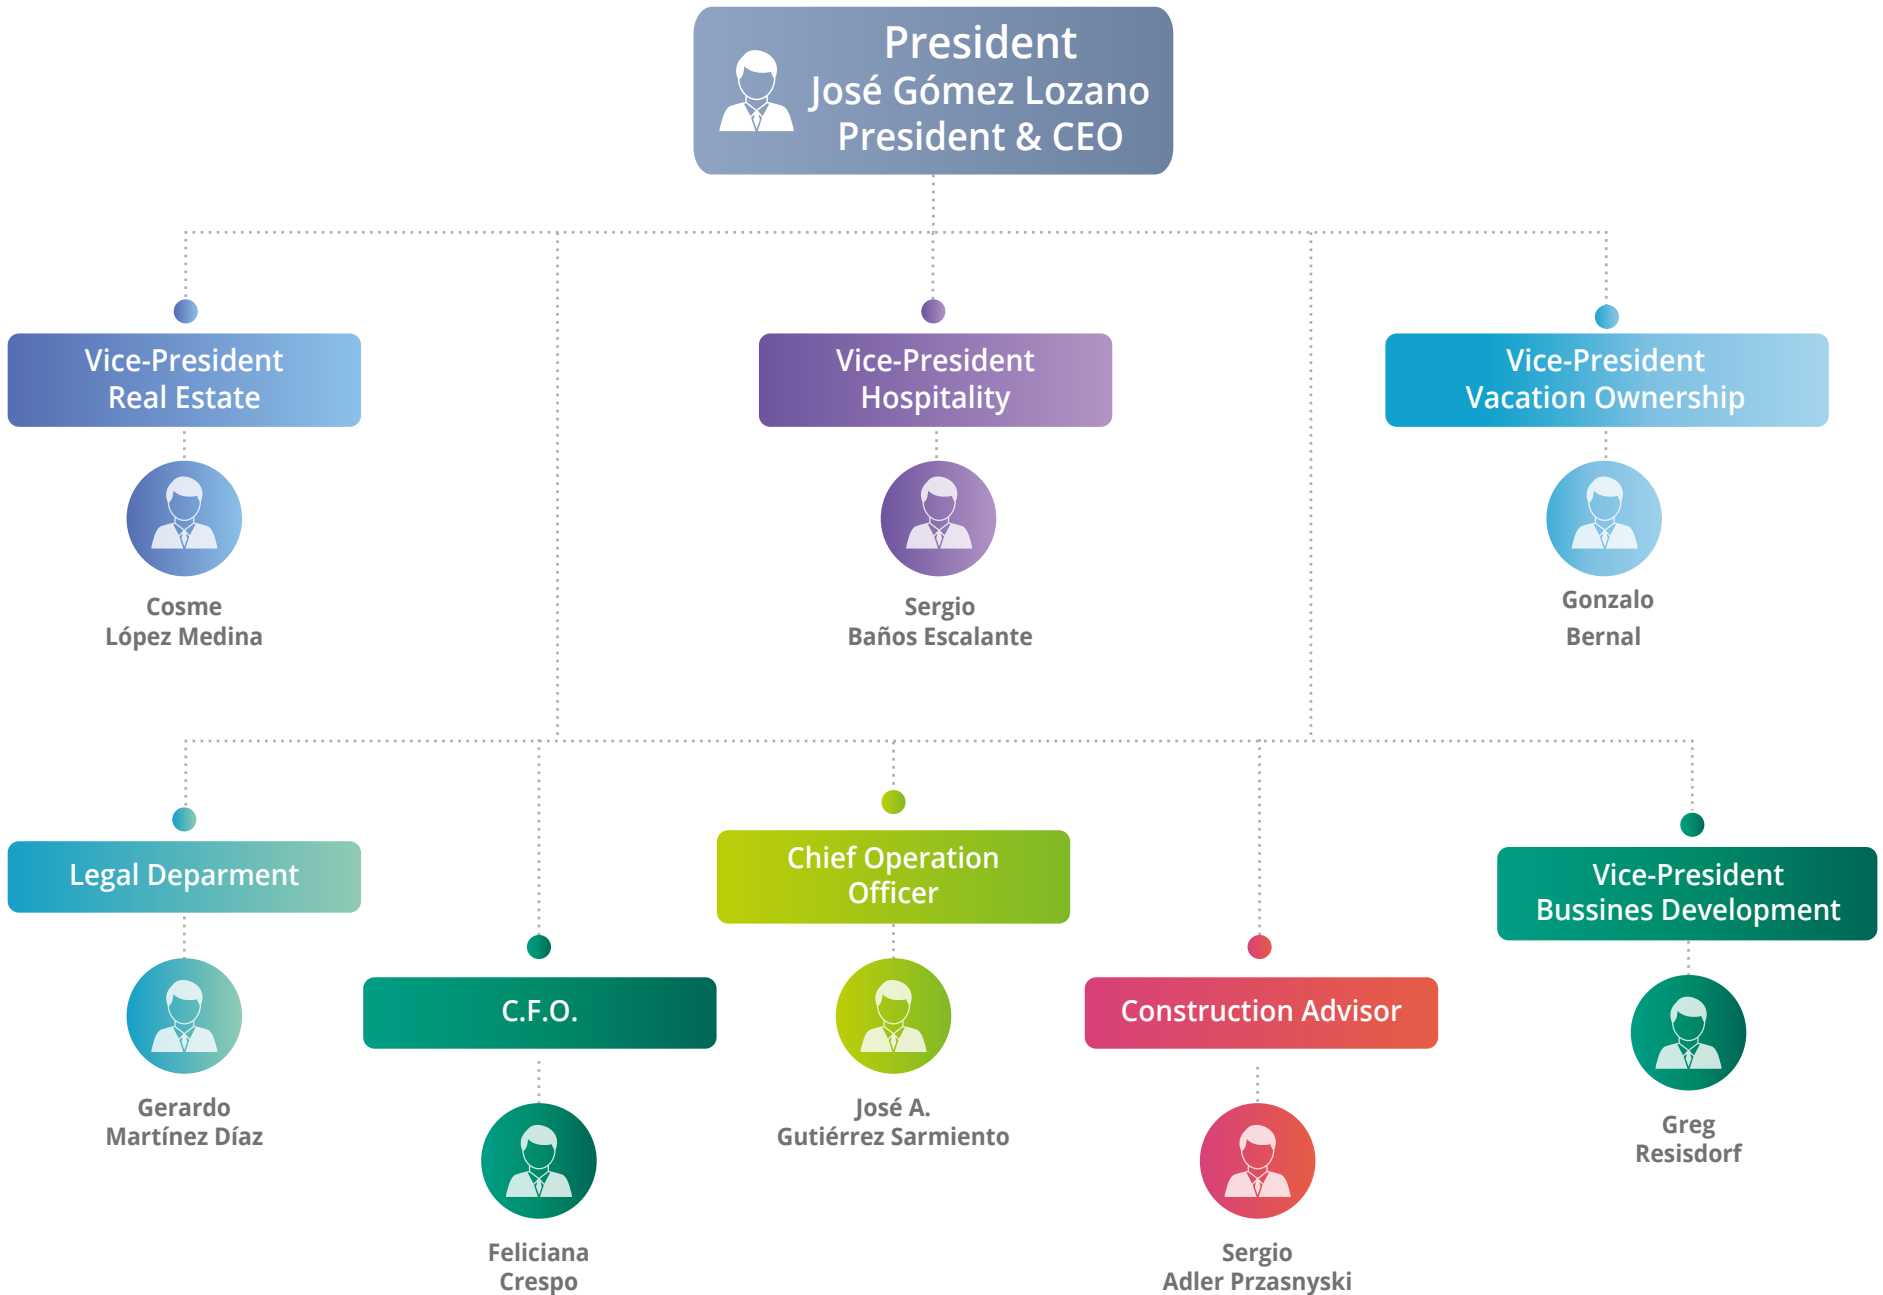 President
José Gómez Lozano
President & CEO
Vice-President
Real Estate
Cosme
López Medina
Vice-President
Hospitality
Sergio
Baños Escalante
Vice-President
Vacation Ownership
Gonzalo
Bernal
Legal Deparment
Gerardo
Martínez Díaz
C.F.O.
Feliciana
Crespo
Chief Operation
Officer
José A.
Gutiérrez Sarmiento
Construction Advisor
Sergio
Adler Przasnyski
Vice-President
Bussines Development
Greg
Resisdorf